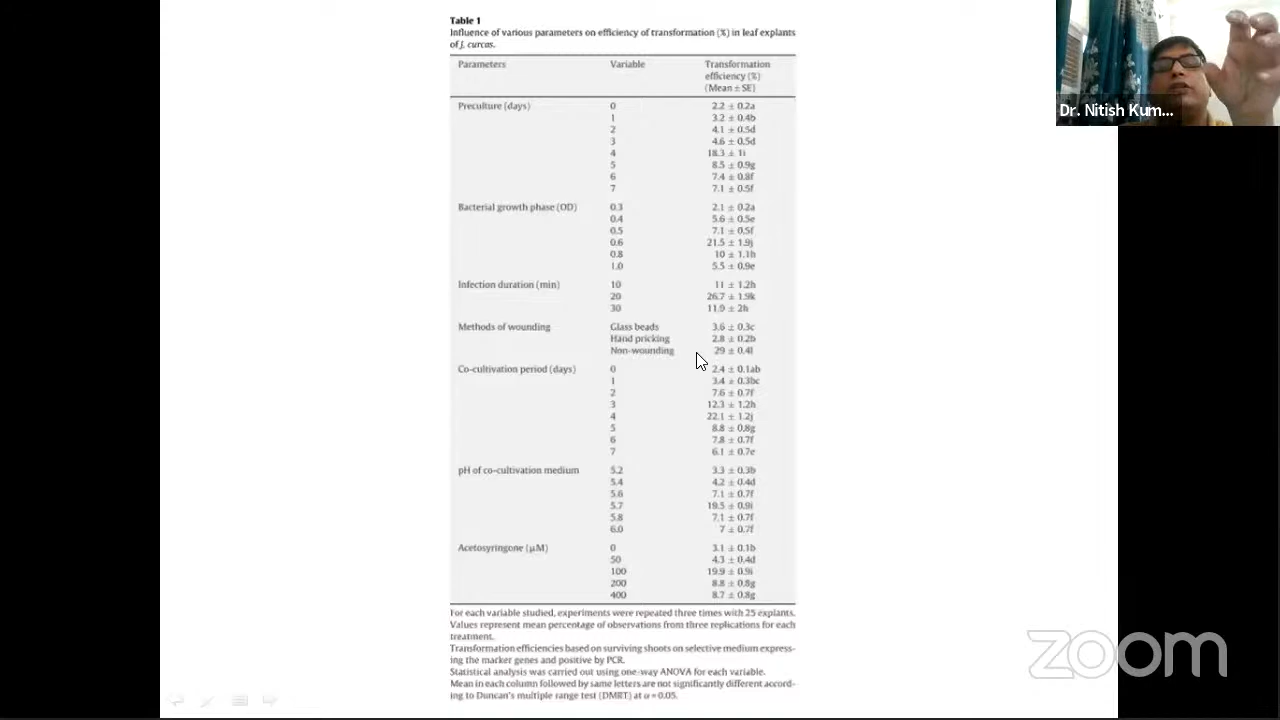 Table 1
Influence of various parameters on efficiency of transformation (%) in leaf explants
of J. curcas.
Parameters Variable Transformation
efficiency (%)
(Mean ± SE)
Preculture (days) 0 2.2 ± 0.2a
1 3.2 ± 0.4b
2 4.1 ± 0.5d
3 4.6 ± 0.5d
4 18.3 ± 1i
5 8.5 ± 0.9g
6 7.4 ± 0.8f
7 7.1 ± 0.5f
Bacterial growth phase (OD) 0.3 2.1 ± 0.2a
0.4 5.6 ± 0.5e
0.5 7.1 ± 0.5f
0.6 21.5 ± 1.9j
0.8 10 ± 1.1h
1.0 5.5 ± 0.9e
Infection duration (min) 10 11 ± 1.2h
20 26.7 ± 1.9k
30 11.9 ± 2h
Methods of wounding Glass beads 3.6 ± 0.3c
Hand pricking 2.8 ± 0.2b
Non-wounding 29 ± 0.4l
Co-cultivation period (days) 0 2.4 ± 0.1ab
1 3.4 ± 0.3bc
2 7.6 ± 0.7f
3 12.3 ± 1.2h
4 22.1 ± 1.2j
5 8.8 ± 0.8g
6 7.8 ± 0.7f
7 6.1 ± 0.7e
pH of co-cultivation medium 5.2 3.3 ± 0.3b
5.4 4.2 ± 0.4d
5.6 7.1 ± 0.7f
5.7 19.5 ± 0.9i
5.8 7.1 ± 0.7f
6.0 7 ± 0.7f
Acetosyringone (μM) 0 3.1 ± 0.1b
50 4.3 ± 0.4d
100 19.9 ± 0.9i
200 8.8 ± 0.8g
400 8.7 ± 0.8g
For each variable studied, experiments were repeated three times with 25 explants.
Values represent mean percentage of observations from three replications for each
treatment.
Transformation efficiencies based on surviving shoots on selective medium express-
ing the marker genes and positive by PCR.
Statistical analysis was carried out using one-way ANOVA for each variable.
Mean in each column followed by same letters are not significantly different accord-
ing to Duncan's multiple range test (DMRT) at α = 0.05.
Dr. Nitish Kum...
zoom